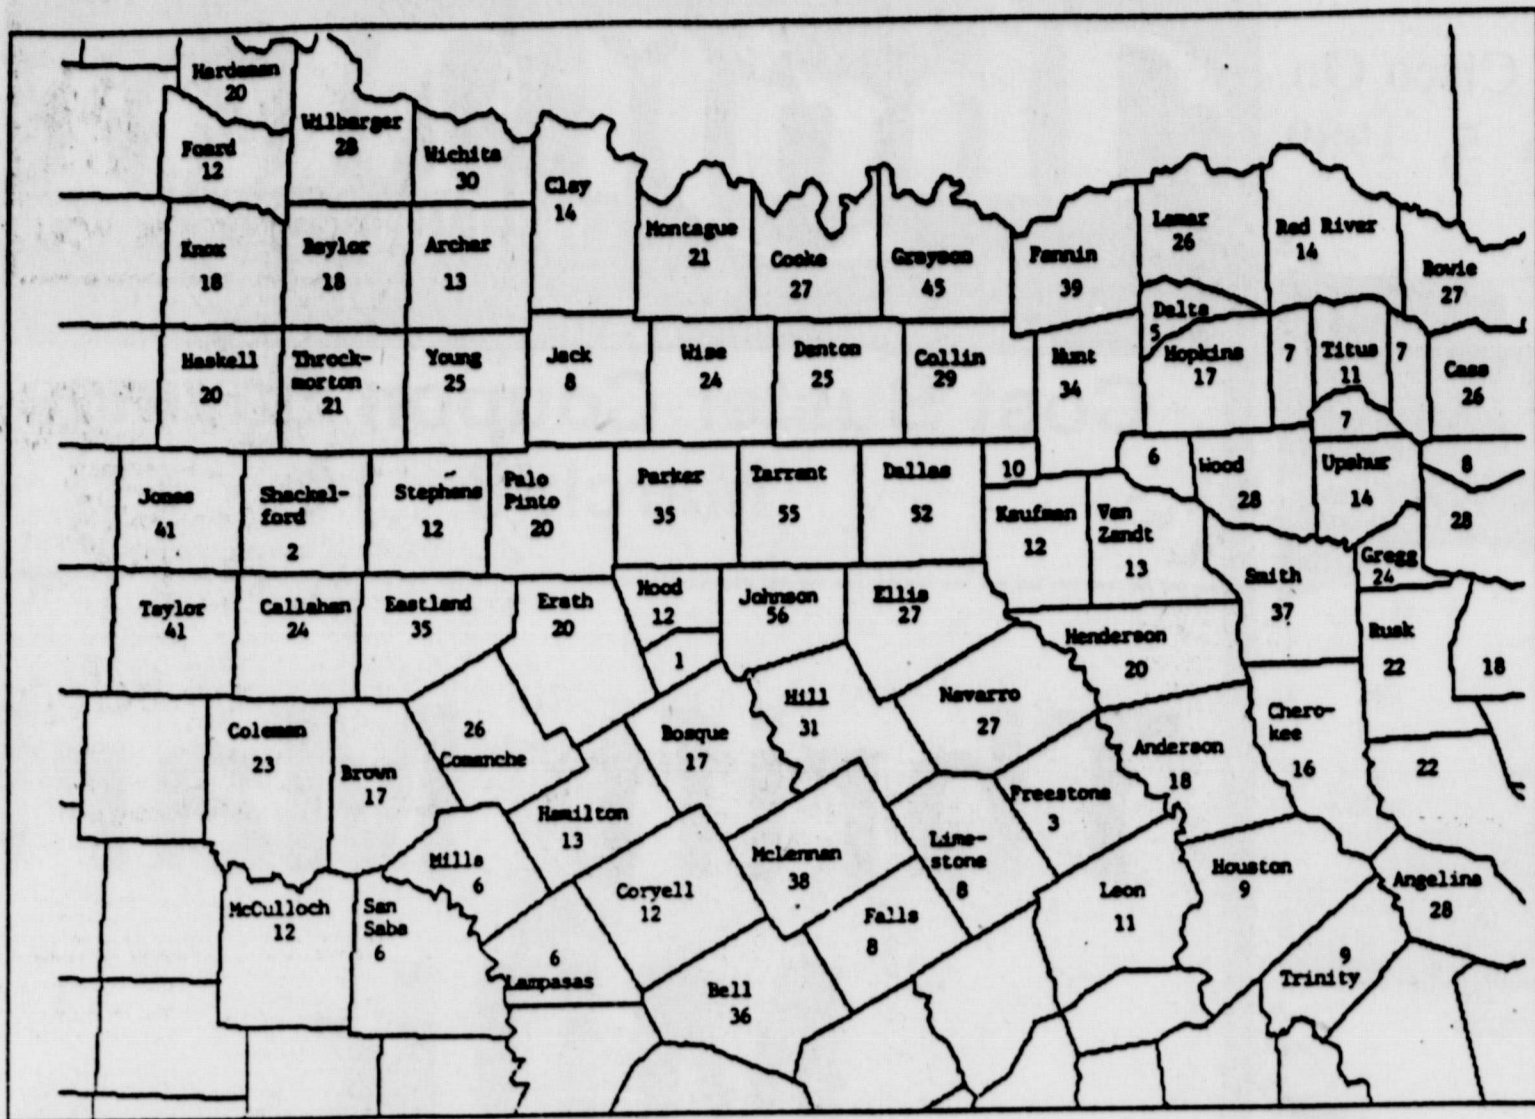 Hardeman
20
Foard
12
Wilbarger
28
Wichita
30
Clay
14
Montague
21
Cooke
27
Grayson
45
Fannin
39
Lamar
26
Red River
14
Bowie
27
Knox
18
Baylor
18
Archer
13
Delta
5
Haskell
20
Throck-
morton
21
Young
25
Jack
8
Wise
24
Denton
25
Collin
29
Hunt
34
Hopkins
17
7
Titus
11
7
Cass
26
7
Jones
41
Shackel-
ford
2
Stephens
12
Palo
Pinto
20
Parker
35
Tarrant
55
Dallas
52
10
Kaufman
12
Van
Zandt
13
6
Wood
28
Upshur
14
8
28
Gregg
24
Smith
37
Taylor
41
Callahan
24
Eastland
35
Erath
20
Hood
12
1
Johnson
56
Ellis
27
Henderson
20
Rusk
22
18
Coleman
23
Brown
17
26
Comanche
Bosque
17
Hill
31
Navarro
27
Anderson
18
Chero-
kee
16
22
Hamilton
13
Mills
6
McLennan
38
Lime-
stone
8
Freestone
3
Houston
9
Angelina
28
McCulloch
12
San
Saba
6
Coryell
12
Falls
8
Leon
11
9
Trinity
6
Lampasas
Bell
36